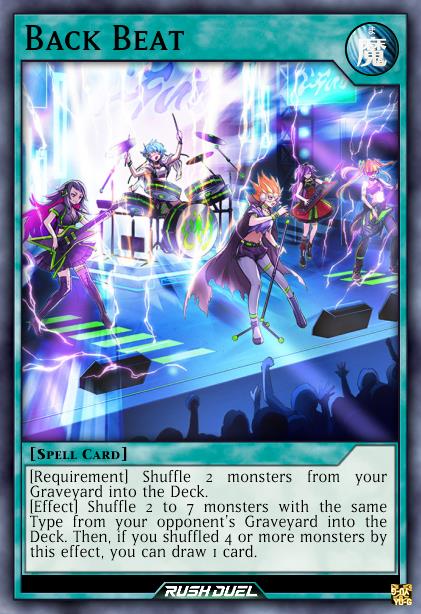 Back Beat
ま
魔
[Spell Card]
[Requirement] Shuffle 2 monsters from your
Graveyard into the Deck.
[Effect] Shuffle 2 to 7 monsters with the same
Type from your opponent's Graveyard into the
Deck. Then, if you shuffled 4 or more monsters by
this effect, you can draw 1 card.
RUSH DUEL